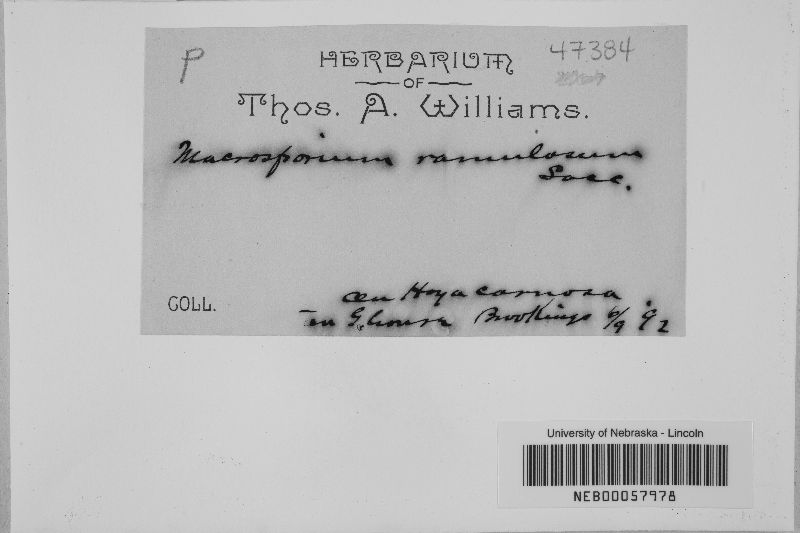 P
HERBARIUM
47384
OF
Thos. A. Williams.
Macrosporium ramulosum
Sacc.
COLL.
on Hoya carnosa
in G. house Brookings 6/9 '92
University of Nebraska - Lincoln
NEB00057978